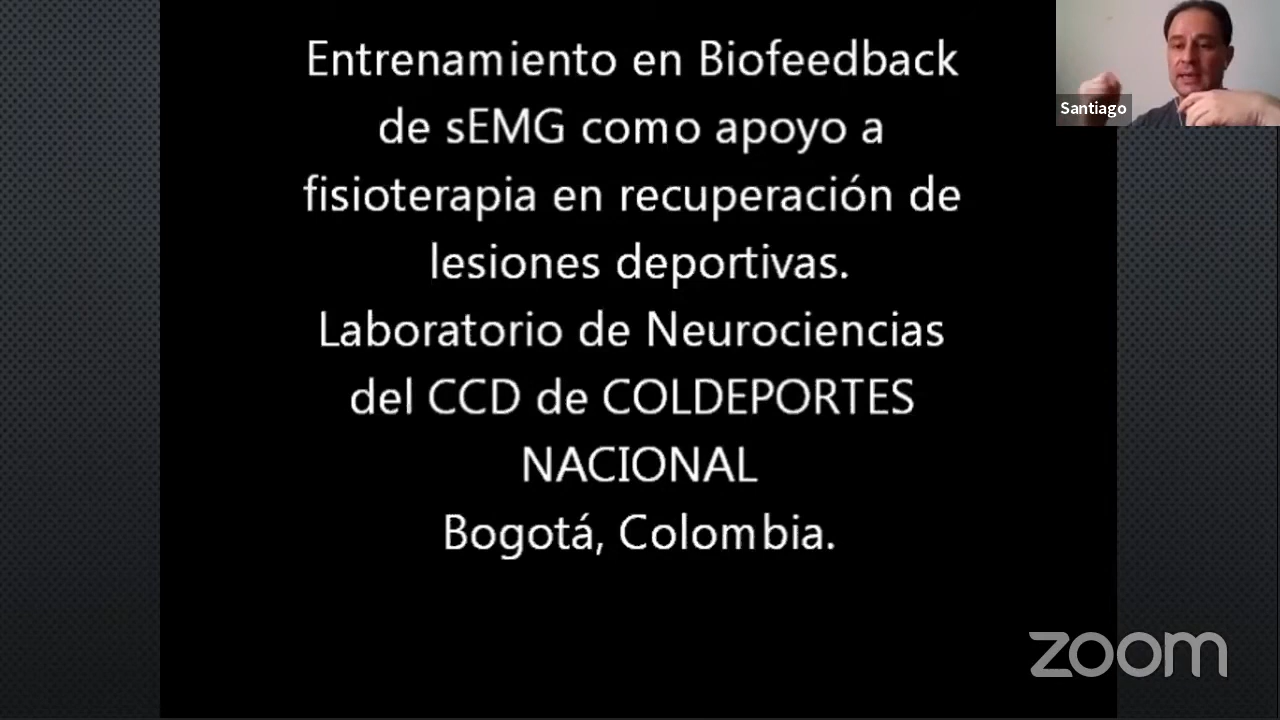 Entrenamiento en Biofeedback
de sEMG como apoyo a
fisioterapia en recuperación de
lesiones deportivas.
Laboratorio de Neurociencias
del CCD de COLDEPORTES
NACIONAL
Bogotá, Colombia.
Santiago
zoom